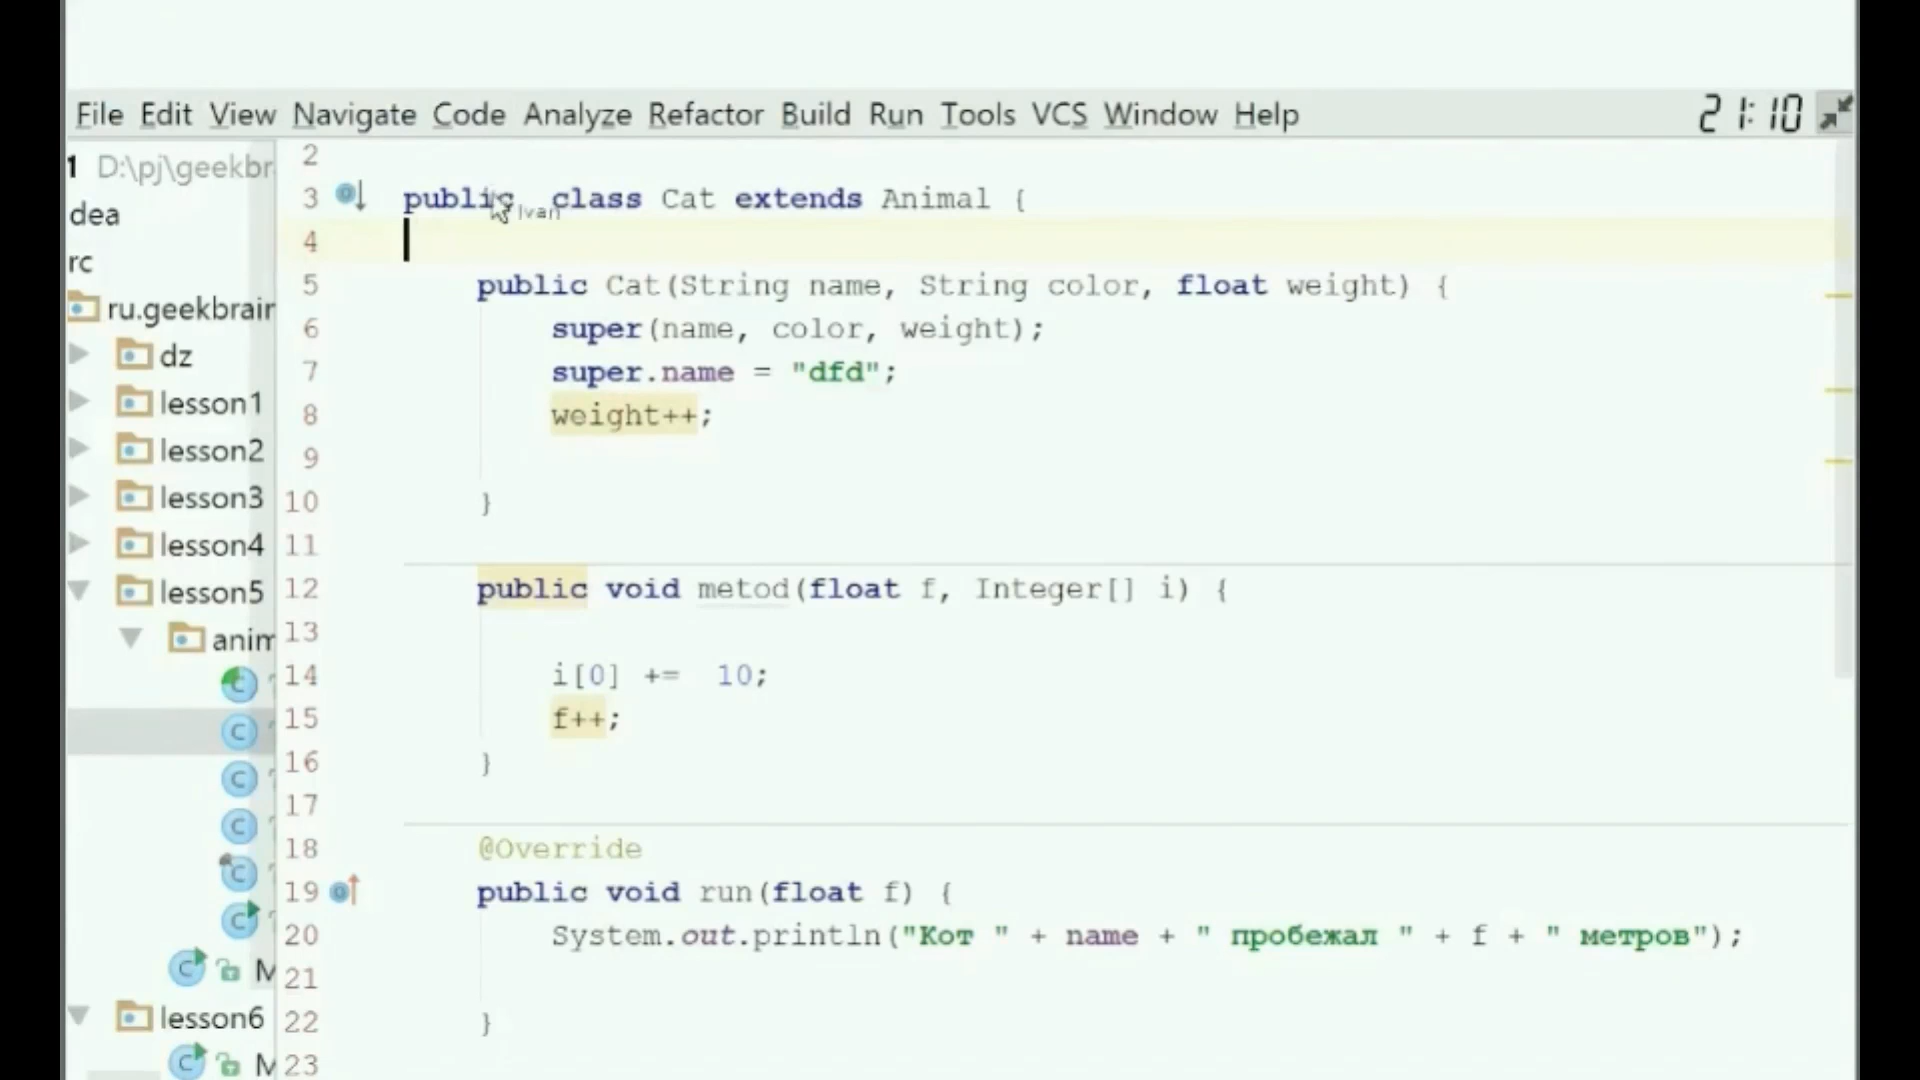 File Edit View Navigate Code Analyze Refactor Build Run Tools VCS Window Help 21:10
1 D:\pj\geekbr
dea
rc
ru.geekbrain
dz
lesson1
lesson2
lesson3
lesson4
lesson5
anim
M
lesson6
M
2
3 public class Cat extends Animal {
Ivan
4
5 public Cat(String name, String color, float weight) {
6 super(name, color, weight);
7 super.name = "dfd";
8 weight++;
9
10 }
11
12 public void metod(float f, Integer[] i) {
13
14 i[0] += 10;
15 f++;
16 }
17
18 @Override
19 public void run(float f) {
20 System.out.println("Кот " + name + " пробежал " + f + " метров");
21
22 }
23